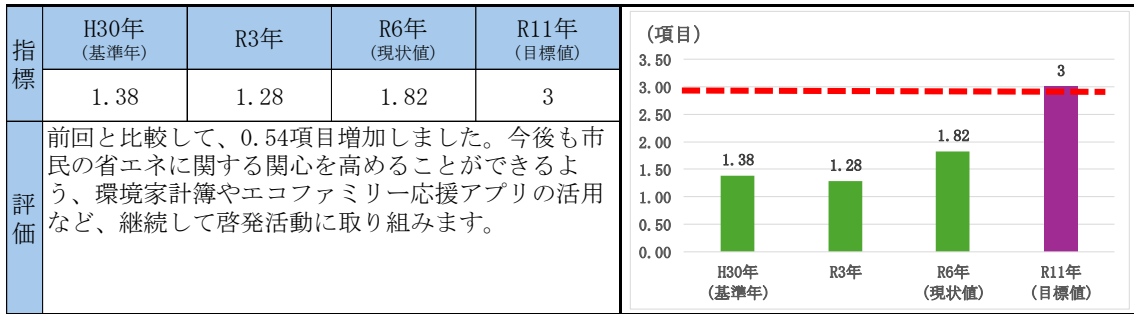 指標
H30年 R3年 R6年 R11年
(基準年) (現状値) (目標値)
1.38 1.28 1.82 3
評価
前回と比較して、0.54項目増加しました。今後も市
民の省エネに関する関心を高めることができるよ
う、環境家計簿やエコファミリー応援アプリの活用
など、継続して啓発活動に取り組みます。
(項目)
3.50
3.00
2.50
2.00
1.50
1.00
0.50
0.00
1.38
1.28
1.82
3
H30年 R3年 R6年 R11年
(基準年) (現状値) (目標値)